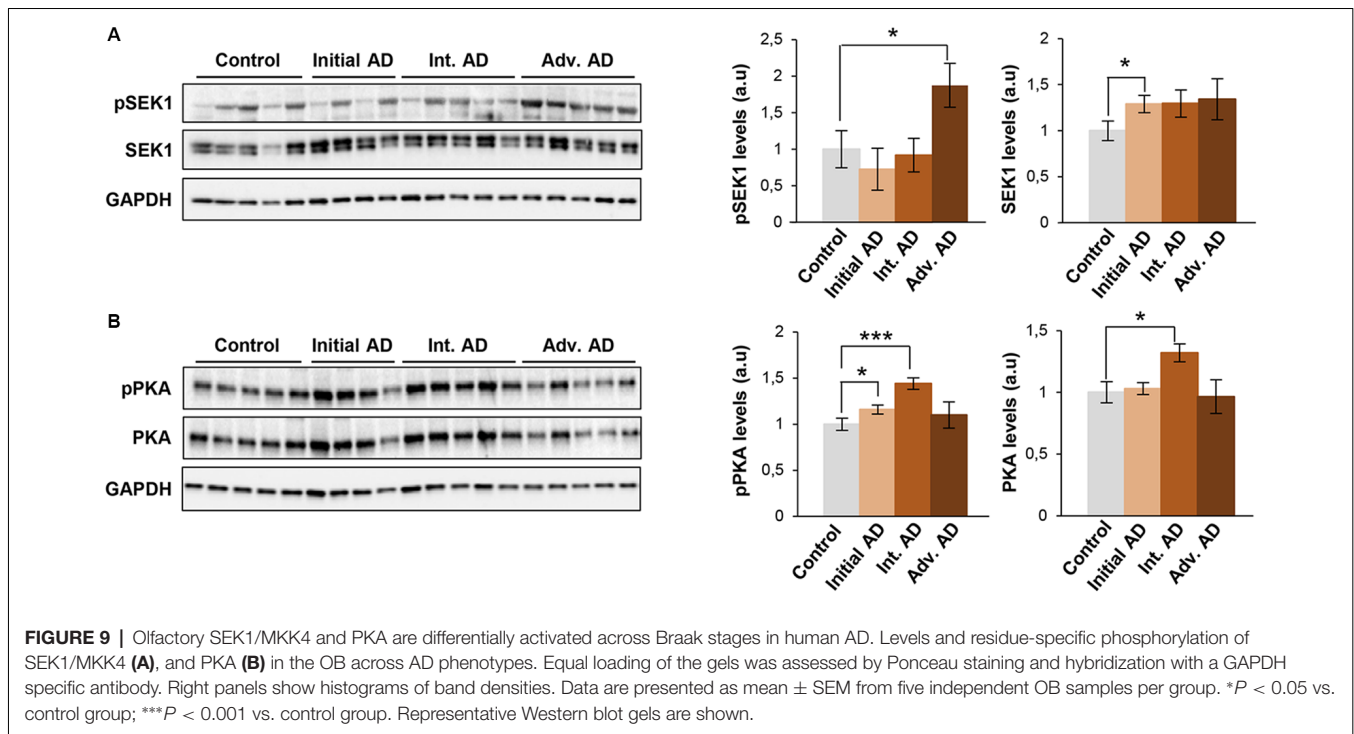 A
Control Initial AD Int. AD Adv. AD
pSEK1
SEK1
GAPDH
*
2,5
2
1,5
1
0,5
0
pSEK1 levels (a.u)
Control Initial AD Int. AD Adv. AD
*
2
1,5
1
0,5
0
SEK1 levels (a.u)
Control Initial AD Int. AD Adv. AD
B
Control Initial AD Int. AD Adv. AD
pPKA
PKA
GAPDH
***
*
2
1,5
1
0,5
0
pPKA levels (a.u)
Control Initial AD Int. AD Adv. AD
*
1,5
1
0,5
0
PKA levels (a.u)
Control Initial AD Int. AD Adv. AD
FIGURE 9 | Olfactory SEK1/MKK4 and PKA are differentially activated across Braak stages in human AD. Levels and residue-specific phosphorylation of
SEK1/MKK4 (A), and PKA (B) in the OB across AD phenotypes. Equal loading of the gels was assessed by Ponceau staining and hybridization with a GAPDH
specific antibody. Right panels show histograms of band densities. Data are presented as mean ± SEM from five independent OB samples per group. *P < 0.05 vs.
control group; ***P < 0.001 vs. control group. Representative Western blot gels are shown.